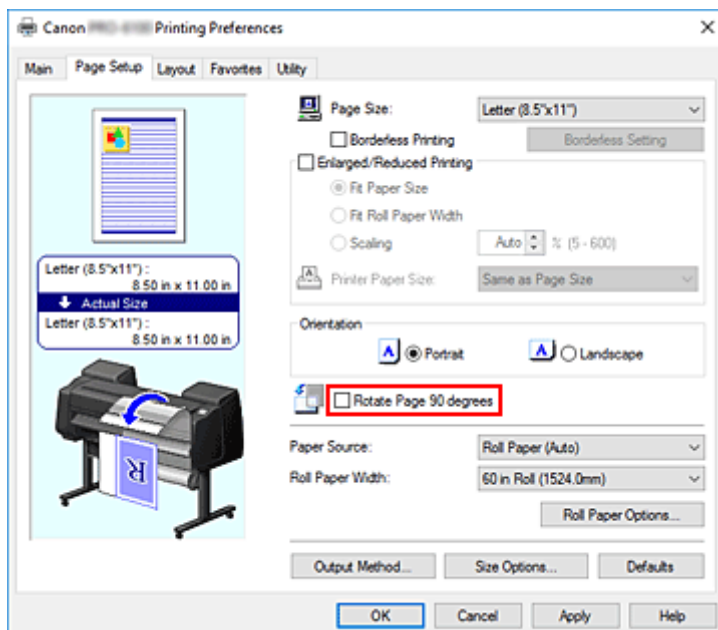 Canon Printing Preferences
Main Page Setup Layout Favorites Utility
Page Size: Letter (8.5"x11")
Borderless Printing Borderless Setting
Enlarged/Reduced Printing
Fit Paper Size
Fit Roll Paper Width
Scaling Auto % (5 - 600)
Printer Paper Size: Same as Page Size
Letter (8.5"x11") :
8.50 in x 11.00 in
Actual Size
Letter (8.5"x11") :
8.50 in x 11.00 in
Orientation
A Portrait A Landscape
Rotate Page 90 degrees
R
Paper Source: Roll Paper (Auto)
Roll Paper Width: 60 in Roll (1524.0mm)
Roll Paper Options...
Output Method... Size Options... Defaults
OK Cancel Apply Help